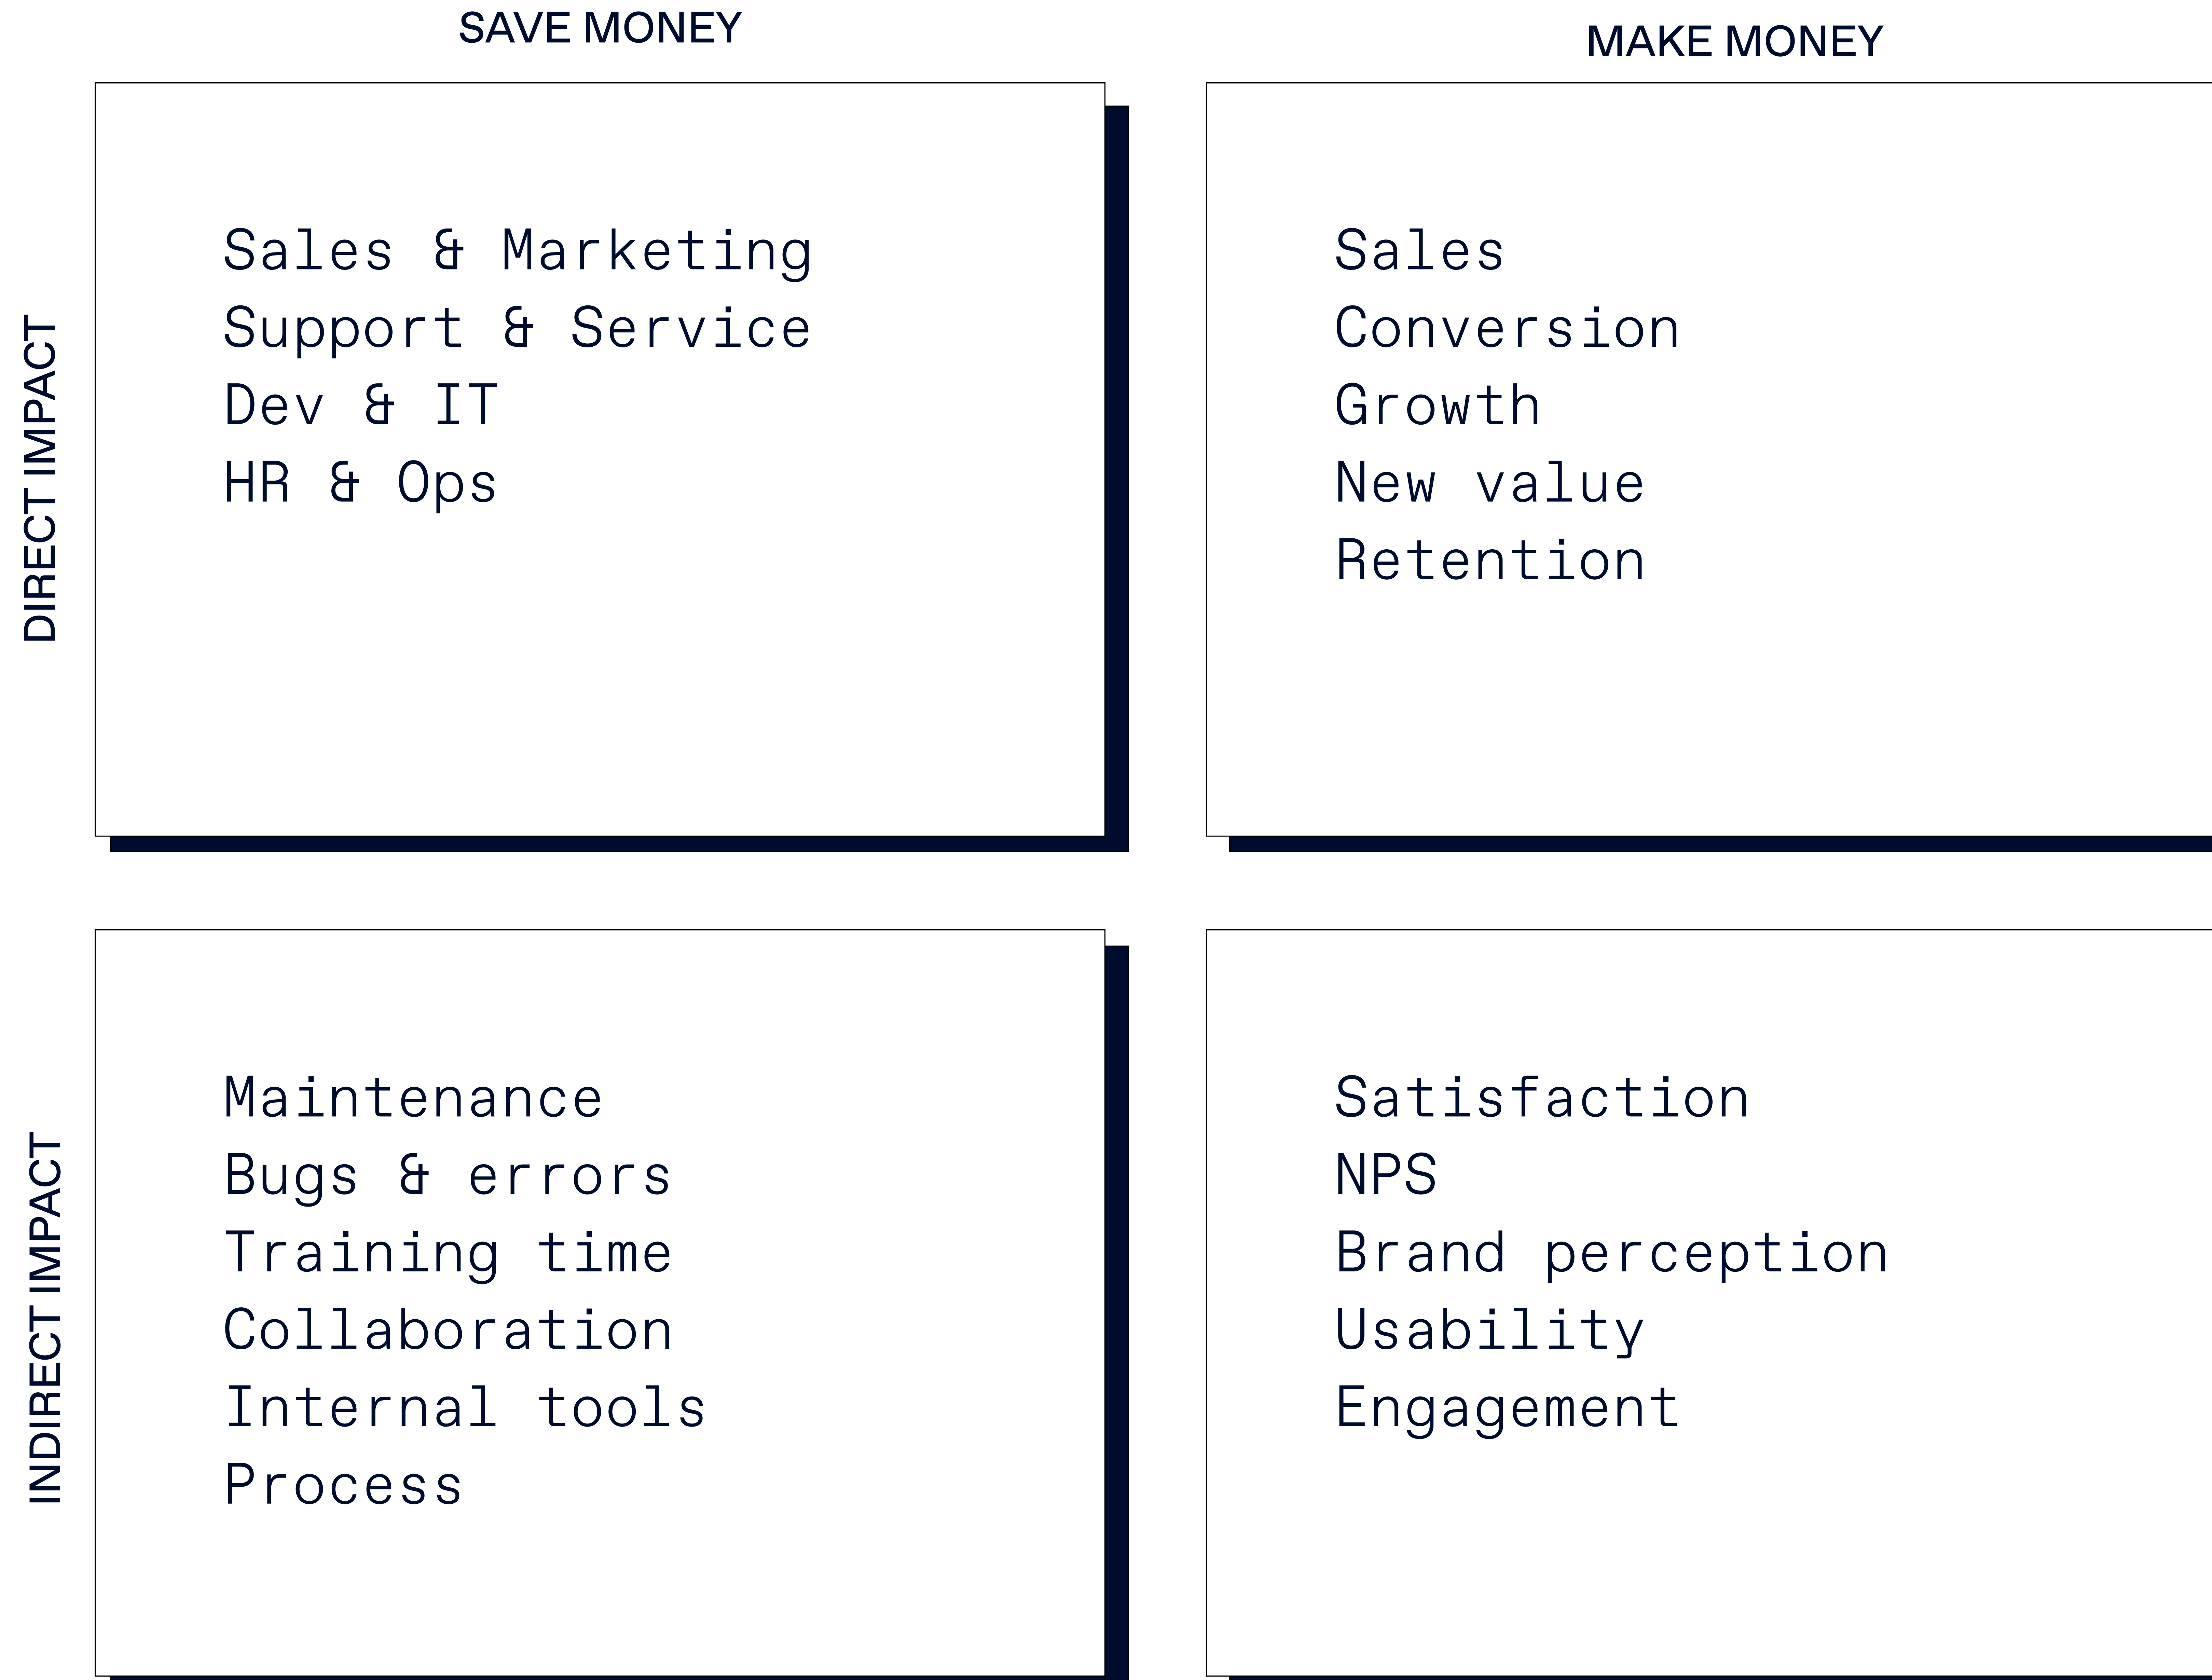 SAVE MONEY
MAKE MONEY
DIRECT IMPACT
Sales & Marketing
Support & Service
Dev & IT
HR & Ops
Sales
Conversion
Growth
New value
Retention
INDIRECT IMPACT
Maintenance
Bugs & errors
Training time
Collaboration
Internal tools
Process
Satisfaction
NPS
Brand perception
Usability
Engagement